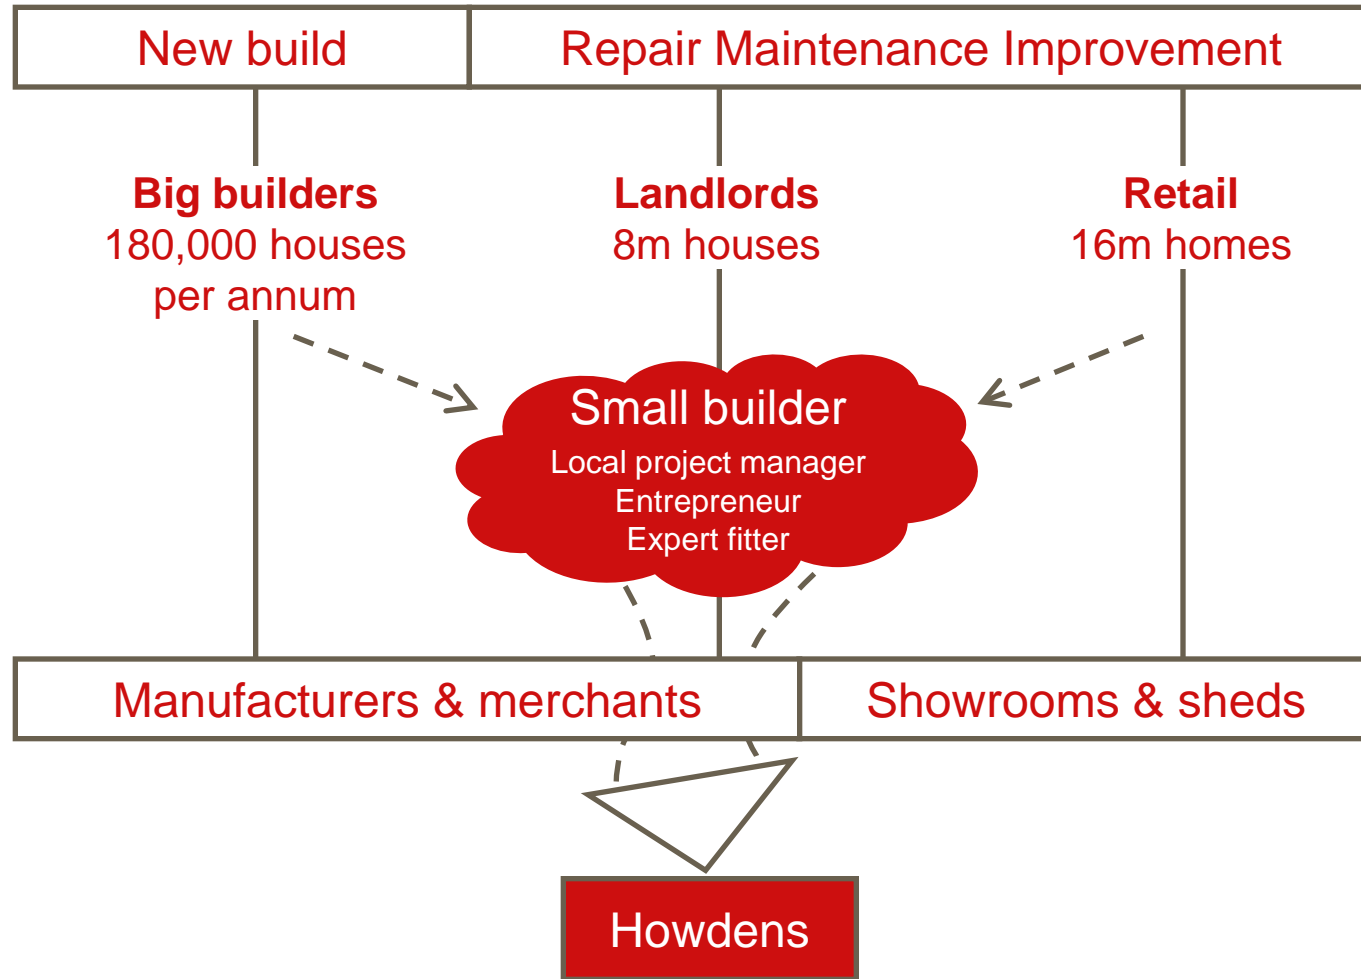 New build
Repair Maintenance Improvement
Big builders
180,000 houses
per annum
Landlords
8m houses
Retail
16m homes
Small builder
Local project manager
Entrepreneur
Expert fitter
Manufacturers & merchants
Showrooms & sheds
Howdens